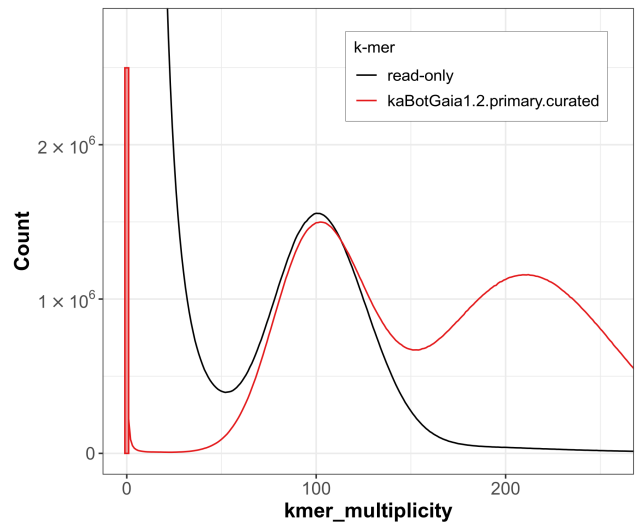 k-mer
read-only
kaBotGaia1.2.primary.curated
2 × 10⁶
1 × 10⁶
0
Count
0 100 200
kmer_multiplicity